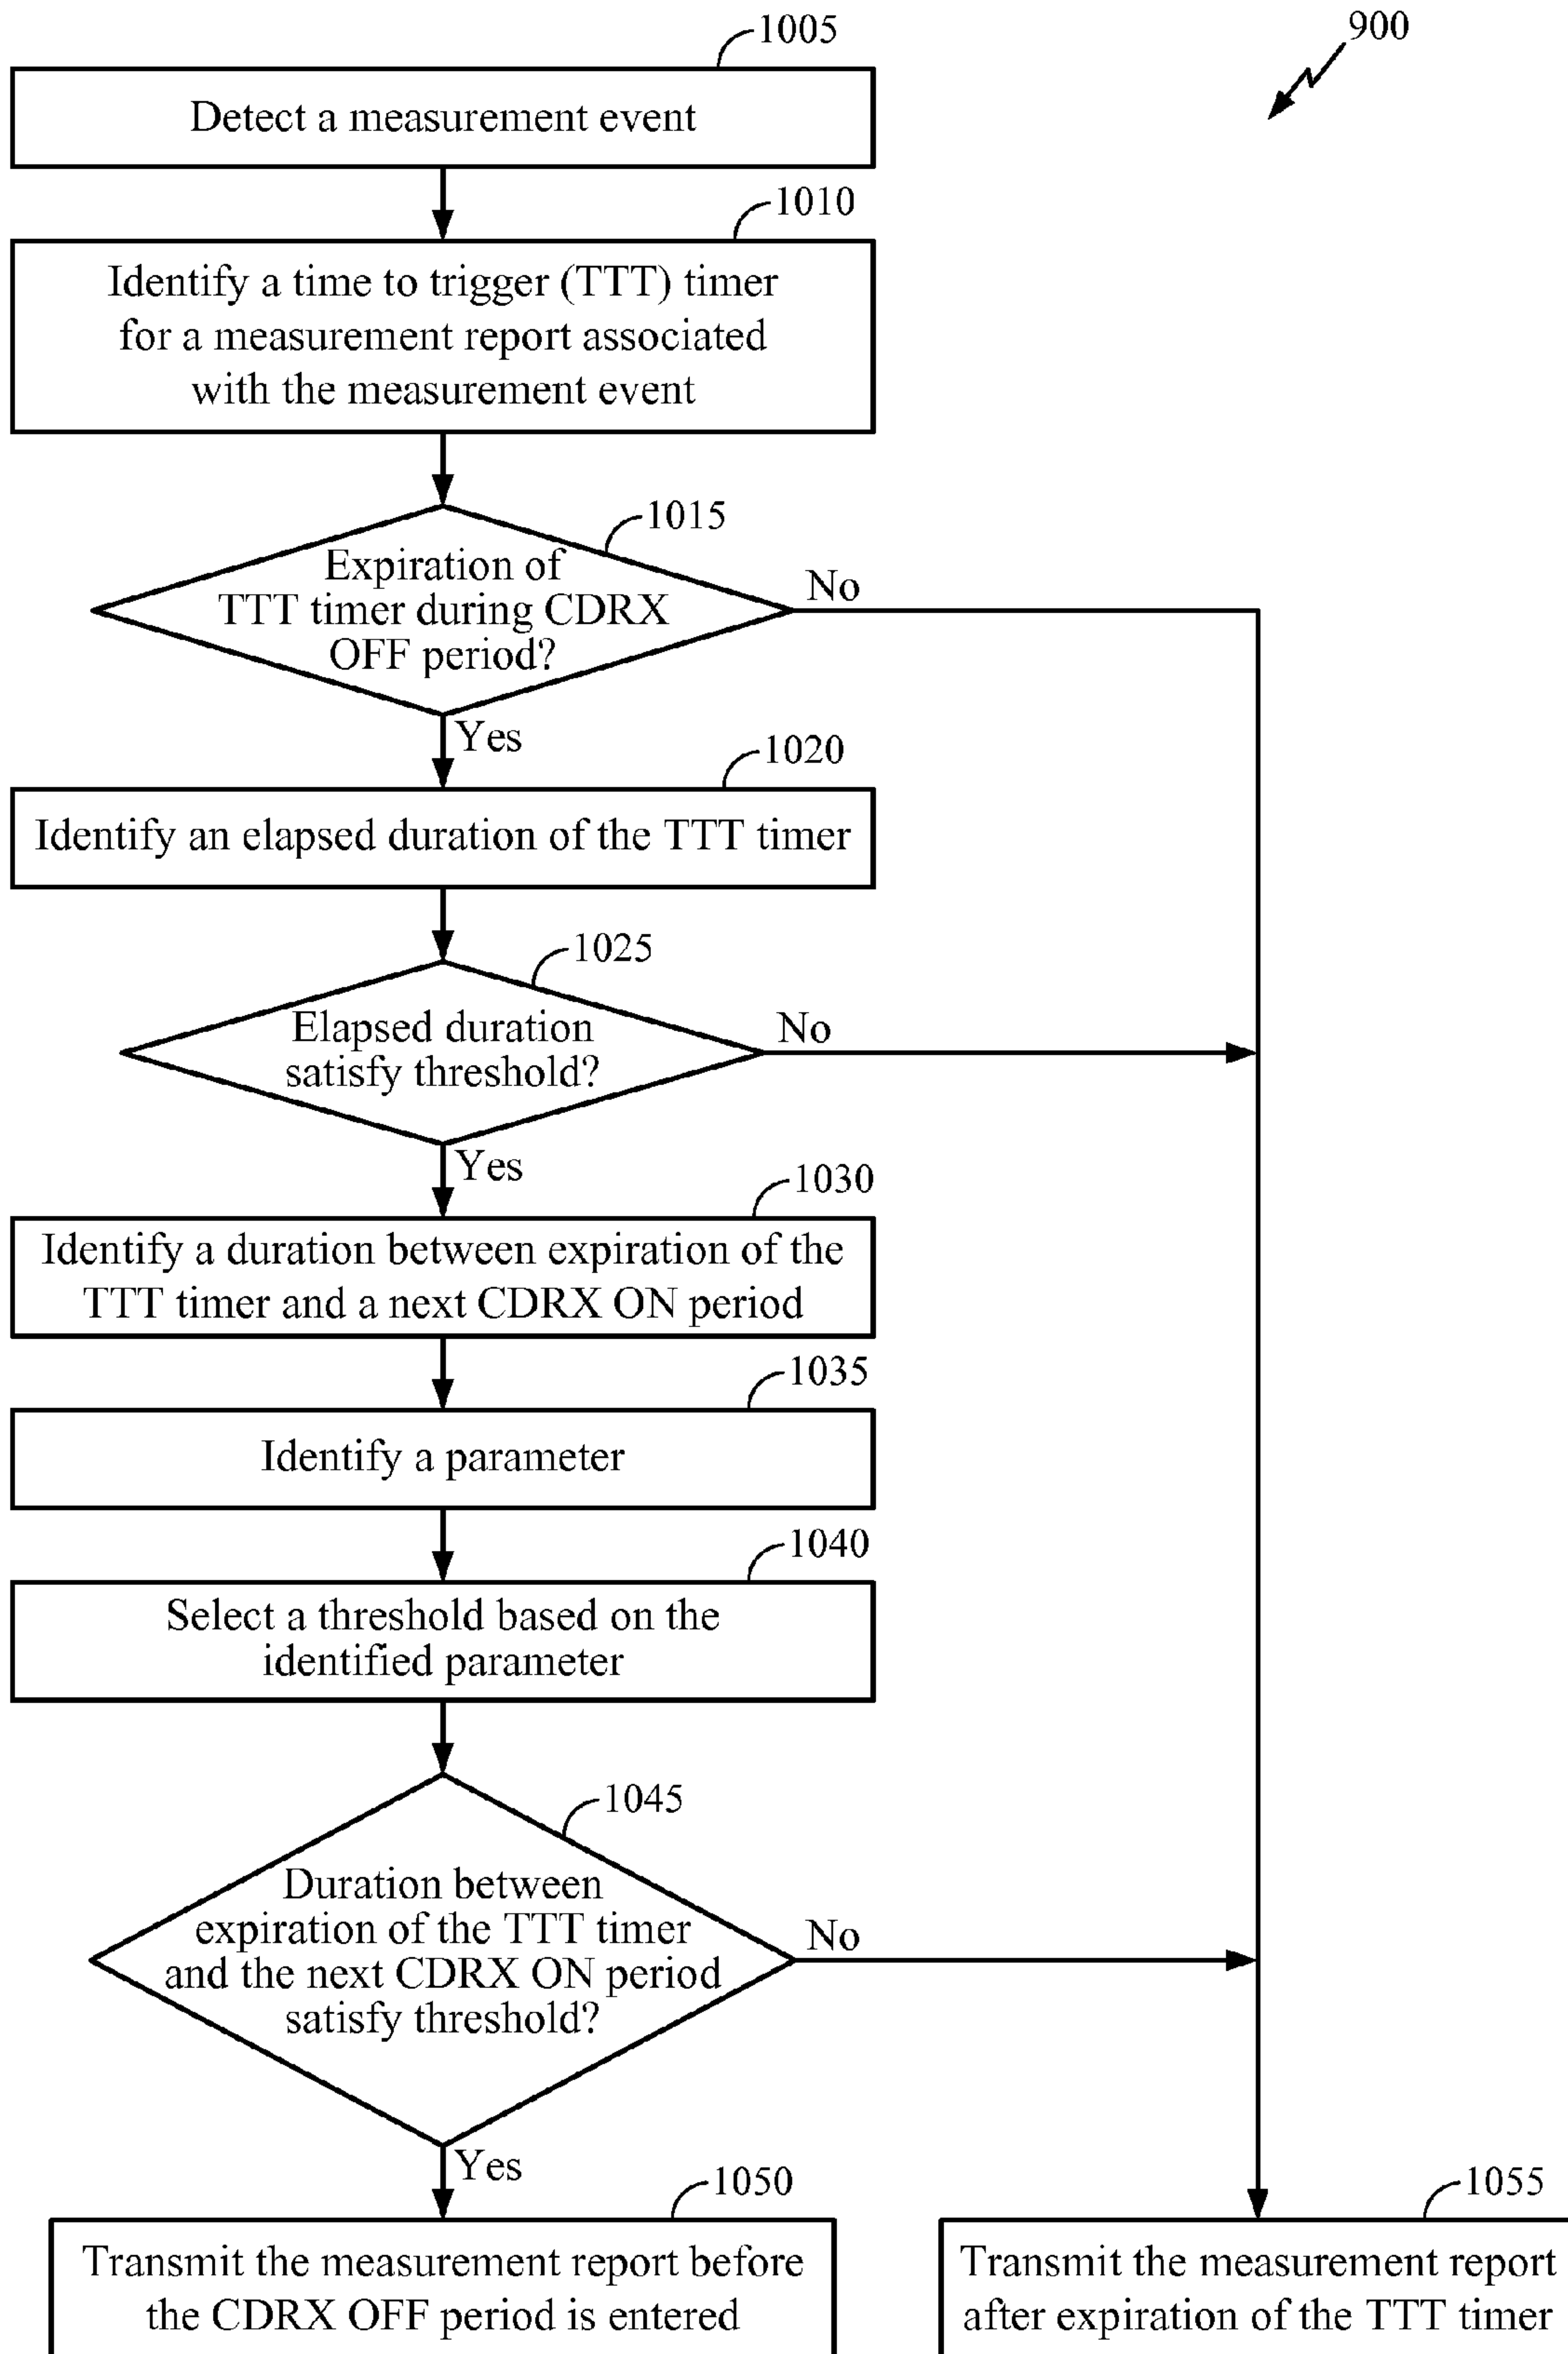 1005
900
Detect a measurement event
1010
Identify a time to trigger (TTT) timer
for a measurement report associated
with the measurement event
1015
Expiration of
TTT timer during CDRX
OFF period?
No
Yes
1020
Identify an elapsed duration of the TTT timer
1025
Elapsed duration
satisfy threshold?
No
Yes
1030
Identify a duration between expiration of the
TTT timer and a next CDRX ON period
1035
Identify a parameter
1040
Select a threshold based on the
identified parameter
1045
Duration between
expiration of the TTT timer
and the next CDRX ON period
satisfy threshold?
No
Yes
1050
Transmit the measurement report before
the CDRX OFF period is entered
1055
Transmit the measurement report
after expiration of the TTT timer